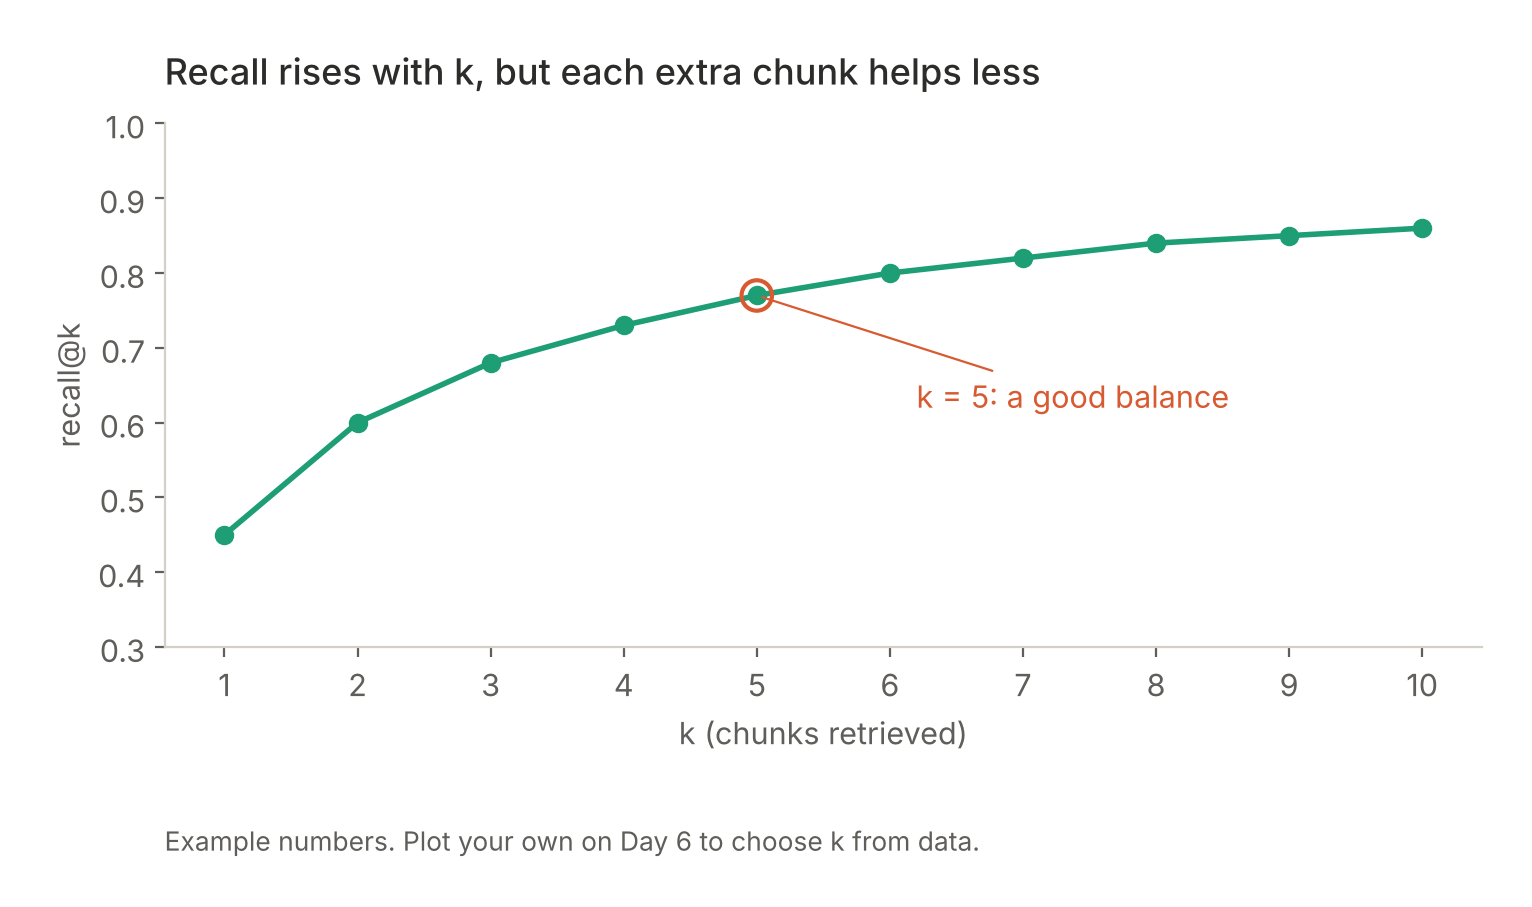 Recall rises with k, but each extra chunk helps less
1.0
0.9
0.8
0.7
0.6
0.5
0.4
0.3
recall@k
k = 5: a good balance
1 2 3 4 5 6 7 8 9 10
k (chunks retrieved)
Example numbers. Plot your own on Day 6 to choose k from data.